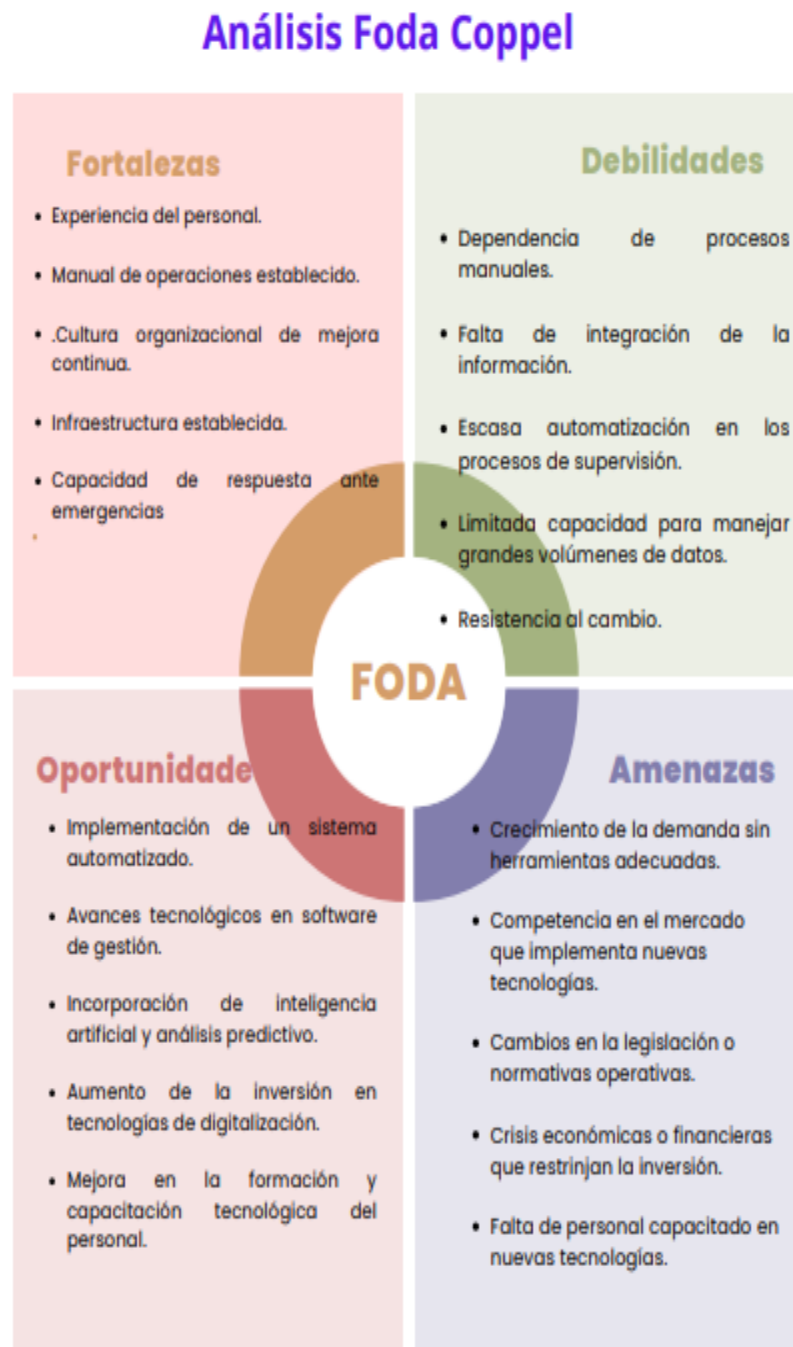 Análisis Foda Coppel
Fortalezas
• Experiencia del personal.
• Manual de operaciones establecido.
• .Cultura organizacional de mejora
continua.
• Infraestructura establecida.
• Capacidad de respuesta ante
emergencias
•
Debilidades
• Dependencia de procesos
manuales.
• Falta de integración de la
información.
• Escasa automatización en los
procesos de supervisión.
• Limitada capacidad para manejar
grandes volúmenes de datos.
• Resistencia al cambio.
FODA
Oportunidade
• Implementación de un sistema
automatizado.
• Avances tecnológicos en software
de gestión.
• Incorporación de inteligencia
artificial y análisis predictivo.
• Aumento de la inversión en
tecnologías de digitalización.
• Mejora en la formación y
capacitación tecnológica del
personal.
Amenazas
• Crecimiento de la demanda sin
herramientas adecuadas.
• Competencia en el mercado
que implementa nuevas
tecnologías.
• Cambios en la legislación o
normativas operativas.
• Crisis económicas o financieras
que restrinjan la inversión.
• Falta de personal capacitado en
nuevas tecnologías.